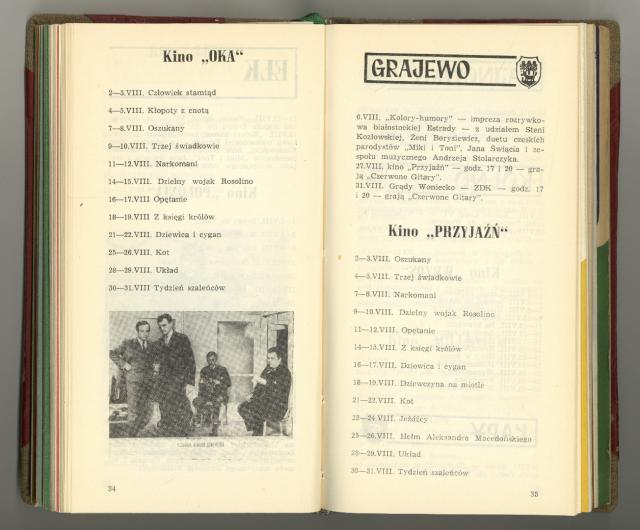 Kino „OKA“
2—3.VIII. Człowiek stamtąd
4—5.VIII. Kłopoty z cnotą
7—8.VIII. Oszukany
9—10.VIII. Trzej świadkowie
11—12.VIII. Narkomani
14—15.VIII. Dzielny wojak Rosolino
16—17.VIII Opętanie
18—19.VIII Z księgi królów
21—22.VIII. Dziewica i cygan
25—26.VIII. Kot
28—29.VIII. Układ
30—31.VIII Tydzień szaleńców
34
GRAJEWO
6.VIII. „Kolory-humory” — impreza rozrywko-
wa białostockiej Estrady — z udziałem Steni
Kozłowskiej, Żeni Borysiewicz, duetu czeskich
parodystów „Miki i Toni”, Jana Święcia i ze-
społu muzycznego Andrzeja Stolarczyka.
27.VIII. kino „Przyjaźń” — godz. 17 i 20 — gra-
ją „Czerwone Gitary”.
31.VIII. Grądy Woniecko — ZDK — godz. 17
i 20 — grają „Czerwone Gitary”.
Kino „PRZYJAŹŃ“
2—3.VIII. Oszukany
4—5.VIII. Trzej świadkowie
7—8.VIII. Narkomani
9—10.VIII. Dzielny wojak Rosolino
11—12.VIII. Opętanie
14—15.VIII. Z księgi królów
16—17.VIII. Dziewica i cygan
18—19.VIII. Dziewczyna na miotle
21—22.VIII. Kot
23—24.VIII. Jeźdźcy
25—26.VIII. Hełm Aleksandra Macedońskiego
28—29.VIII. Układ
30—31.VIII. Tydzień szaleńców
35